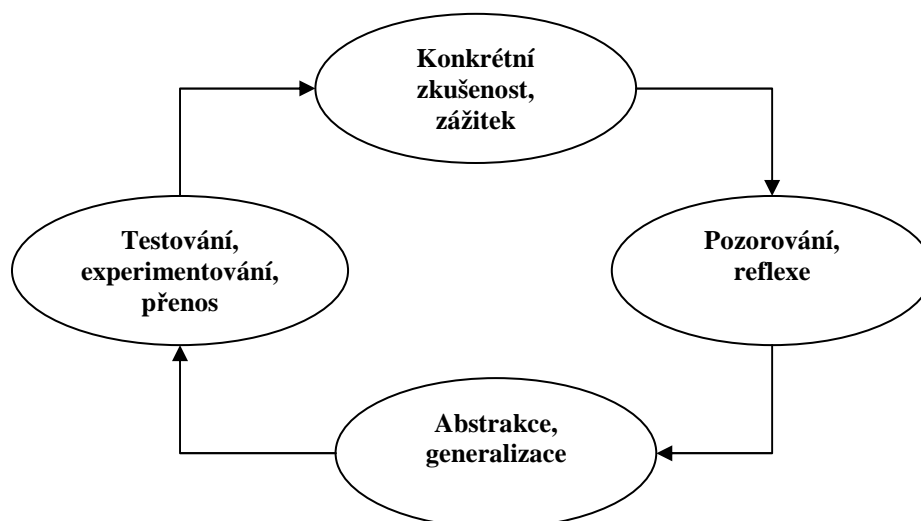 Konkrétní
zkušenost,
zážitek
Testování,
experimentování,
přenos
Pozorování,
reflexe
Abstrakce,
generalizace